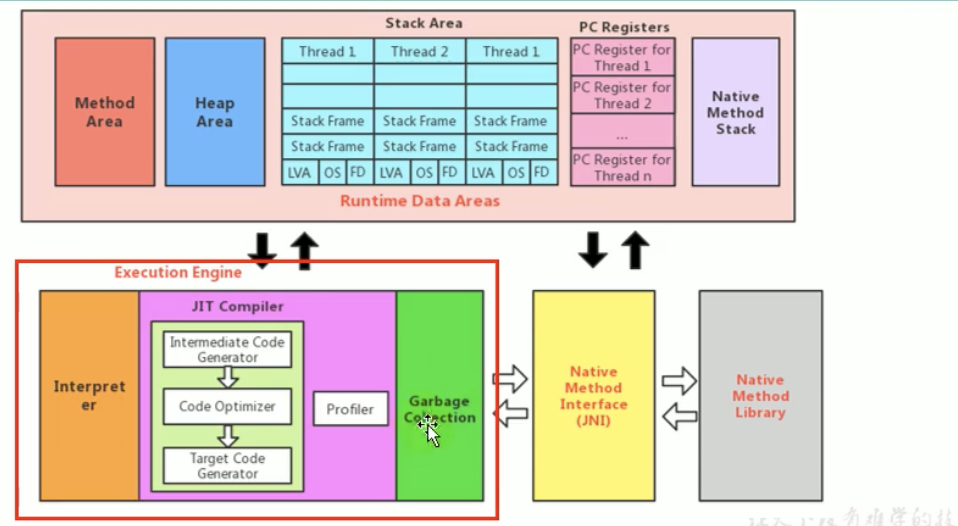 Stack Area
PC Registers
Method
Area
Heap
Area
Thread 1
Thread 2
Thread 1
Stack Frame
Stack Frame
Stack Frame
Stack Frame
Stack Frame
Stack Frame
LVA
OS
FD
LVA
OS
FD
LVA
OS
FD
PC Register for
Thread 1
PC Register for
Thread 2
...
PC Register for
Thread n
Native
Method
Stack
Runtime Data Areas
Execution Engine
Interpret
er
JIT Compiler
Intermediate Code
Generator
Code Optimizer
Target Code
Generator
Profiler
Garbage
Collection
Native
Method
Interface
(JNI)
Native
Method
Library